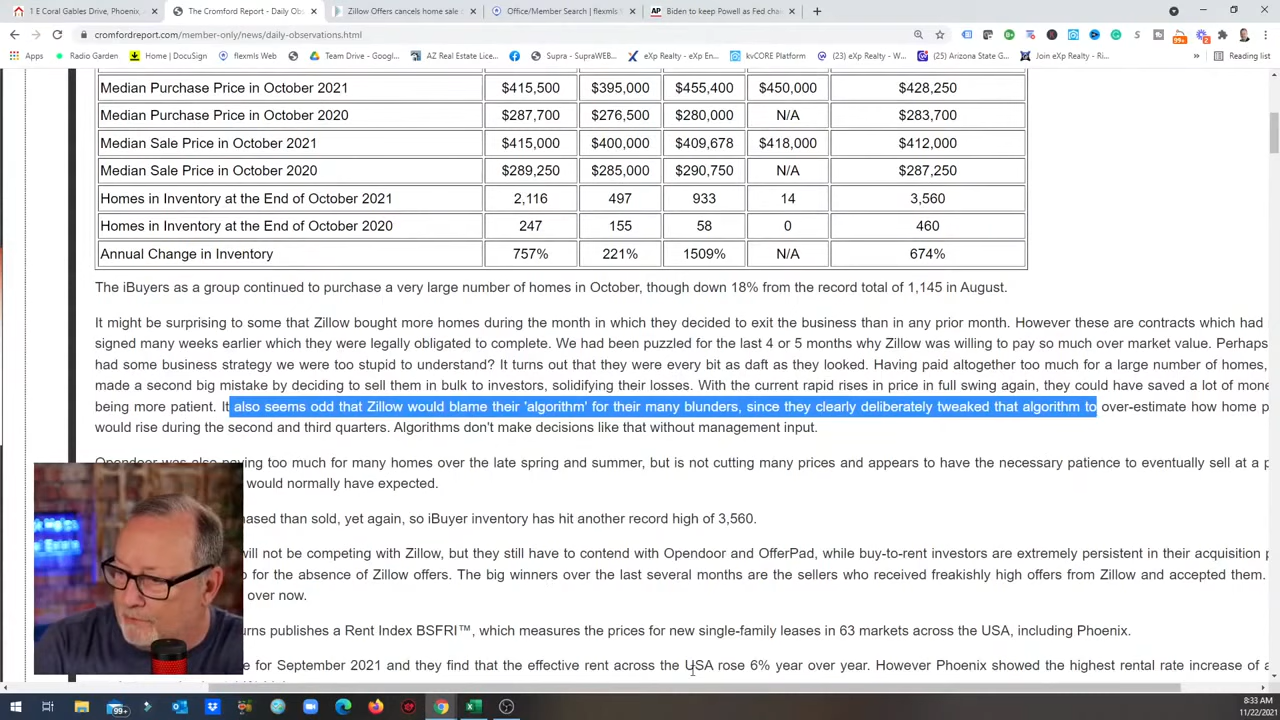 1 E Coral Gables Drive, Phoenix, A
The Cromford Report - Daily Obs
Zillow Offers cancels home sale
Office/Member Search | flexmls
AP Biden to keep Powell as Fed chai
cromfordreport.com/member-only/news/daily-observations.html
99+
Apps Radio Garden Home | DocuSign flexmls Web Team Drive - Googl... AZ Real Estate Lice... Supra - SupraWEB... eXp Realty - eXp En... kvCORE Platform (23) eXp Realty – W... (25) Arizona State G... Join eXp Realty - Ri... » Reading list
Median Purchase Price in October 2021 $415,500 $395,000 $455,400 $450,000 $428,250
Median Purchase Price in October 2020 $287,700 $276,500 $280,000 N/A $283,700
Median Sale Price in October 2021 $415,000 $400,000 $409,678 $418,000 $412,000
Median Sale Price in October 2020 $289,250 $285,000 $290,750 N/A $287,250
Homes in Inventory at the End of October 2021 2,116 497 933 14 3,560
Homes in Inventory at the End of October 2020 247 155 58 0 460
Annual Change in Inventory 757% 221% 1509% N/A 674%
The iBuyers as a group continued to purchase a very large number of homes in October, though down 18% from the record total of 1,145 in August.
It might be surprising to some that Zillow bought more homes during the month in which they decided to exit the business than in any prior month. However these are contracts which had
signed many weeks earlier which they were legally obligated to complete. We had been puzzled for the last 4 or 5 months why Zillow was willing to pay so much over market value. Perhaps
had some business strategy we were too stupid to understand? It turns out that they were every bit as daft as they looked. Having paid altogether too much for a large number of homes,
made a second big mistake by deciding to sell them in bulk to investors, solidifying their losses. With the current rapid rises in price in full swing again, they could have saved a lot of mone
being more patient. It also seems odd that Zillow would blame their 'algorithm' for their many blunders, since they clearly deliberately tweaked that algorithm to over-estimate how home p
would rise during the second and third quarters. Algorithms don't make decisions like that without management input.
Opendoor was also paying too much for many homes over the late spring and summer, but is not cutting many prices and appears to have the necessary patience to eventually sell at a p
would normally have expected.
hased than sold, yet again, so iBuyer inventory has hit another record high of 3,560.
will not be competing with Zillow, but they still have to contend with Opendoor and OfferPad, while buy-to-rent investors are extremely persistent in their acquisition p
for the absence of Zillow offers. The big winners over the last several months are the sellers who received freakishly high offers from Zillow and accepted them.
over now.
urns publishes a Rent Index BSFRI™, which measures the prices for new single-family leases in 63 markets across the USA, including Phoenix.
e for September 2021 and they find that the effective rent across the USA rose 6% year over year. However Phoenix showed the highest rental rate increase of a
99+
8:33 AM
11/22/2021